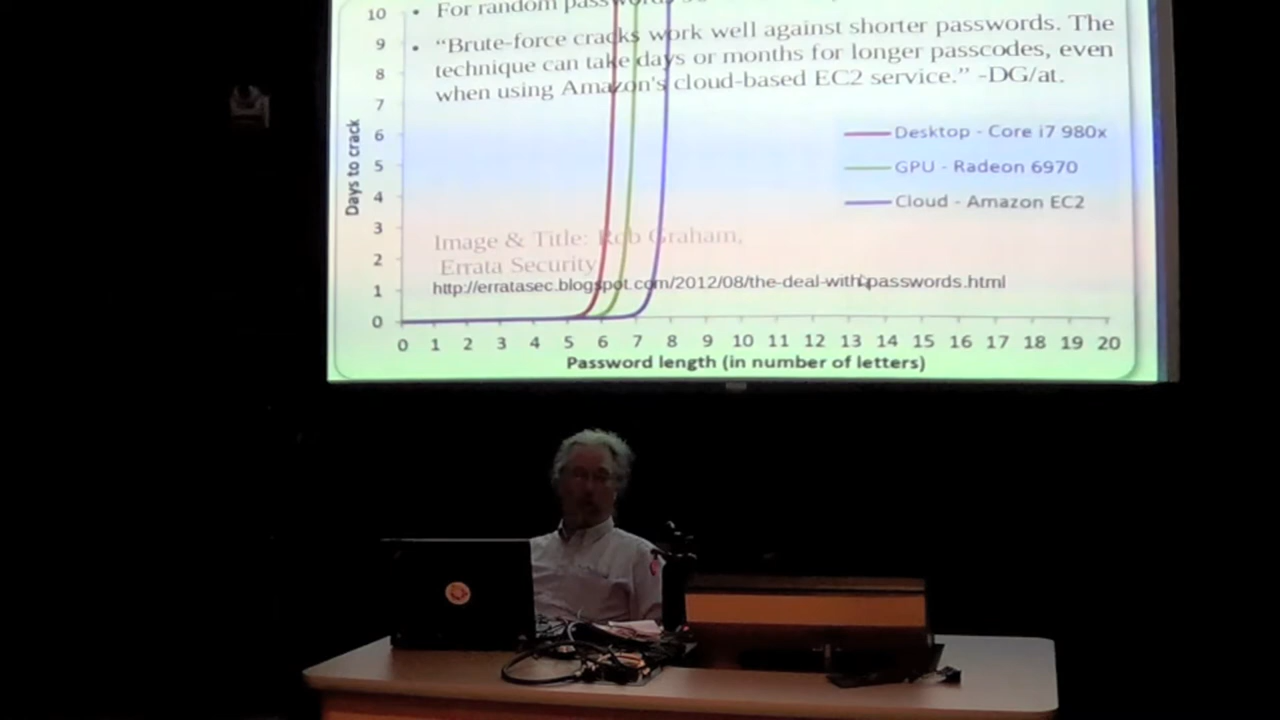 • For random
• “Brute-force cracks work well against shorter passwords. The
technique can take days or months for longer passcodes, even
when using Amazon's cloud-based EC2 service.” -DG/at.
10
9
8
7
6
5
4
3
2
1
0
Days to crack
Desktop - Core i7 980x
GPU - Radeon 6970
Cloud - Amazon EC2
Image & Title: Rob Graham,
Errata Security
http://erratasec.blogspot.com/2012/08/the-deal-with-passwords.html
0 1 2 3 4 5 6 7 8 9 10 11 12 13 14 15 16 17 18 19 20
Password length (in number of letters)